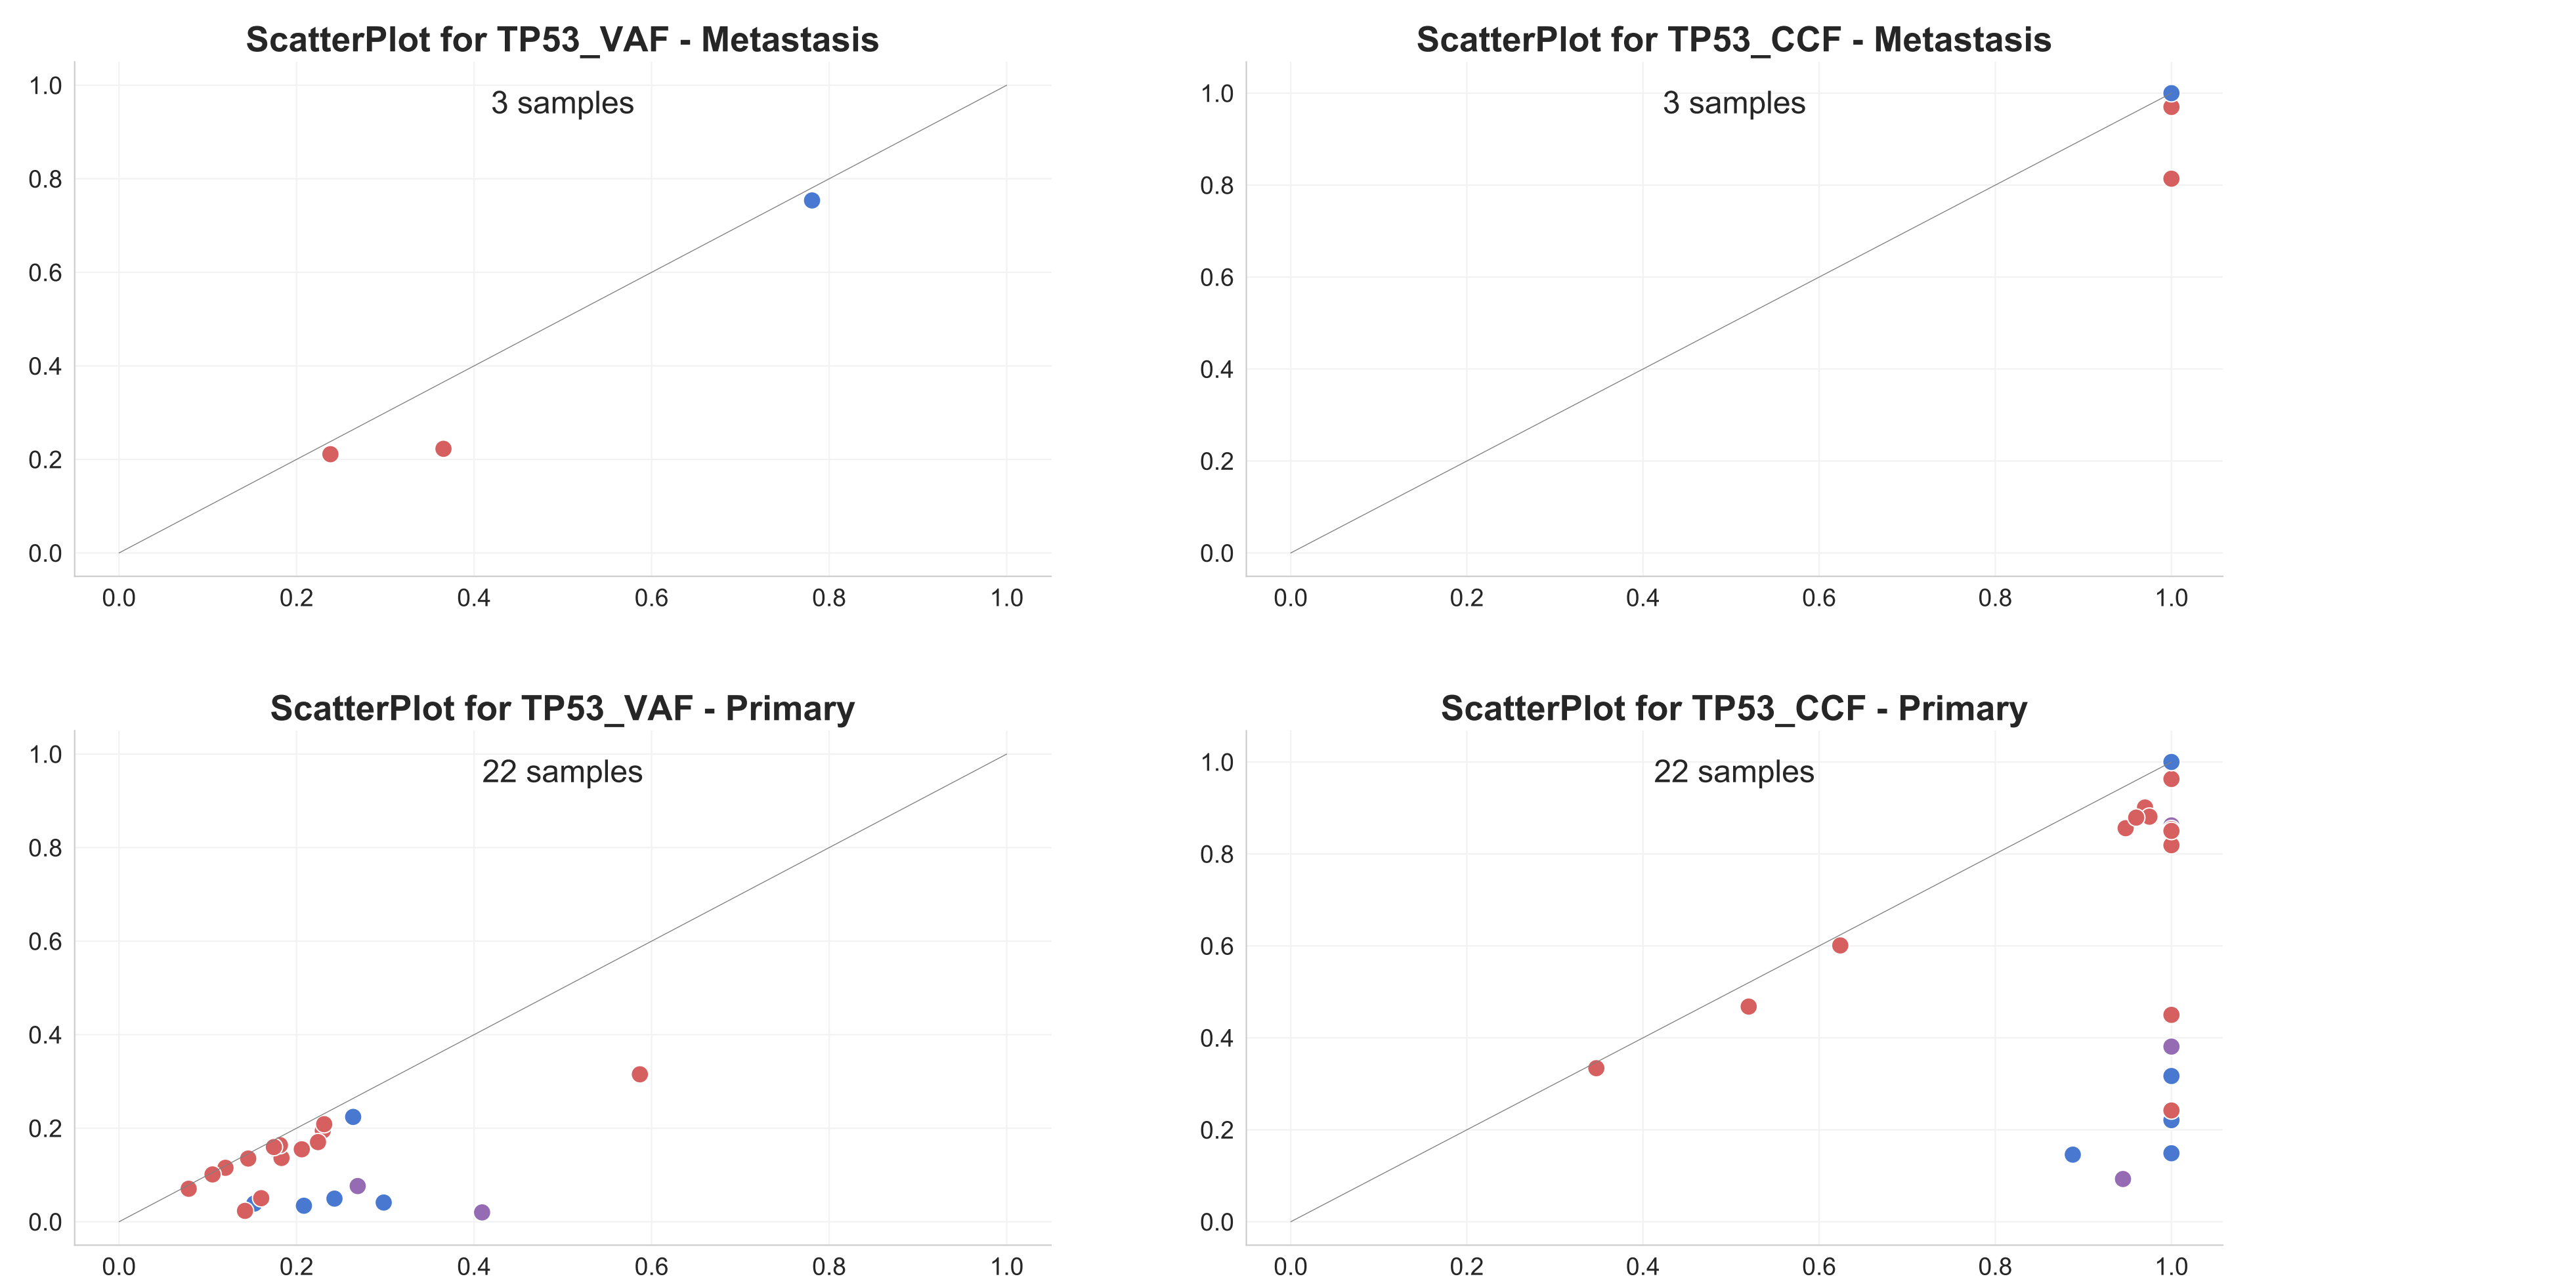 ScatterPlot for TP53_VAF - Metastasis
3 samples
1.0
0.8
0.6
0.4
0.2
0.0
0.0 0.2 0.4 0.6 0.8 1.0
ScatterPlot for TP53_CCF - Metastasis
3 samples
1.0
0.8
0.6
0.4
0.2
0.0
0.0 0.2 0.4 0.6 0.8 1.0
ScatterPlot for TP53_VAF - Primary
22 samples
1.0
0.8
0.6
0.4
0.2
0.0
0.0 0.2 0.4 0.6 0.8 1.0
ScatterPlot for TP53_CCF - Primary
22 samples
1.0
0.8
0.6
0.4
0.2
0.0
0.0 0.2 0.4 0.6 0.8 1.0